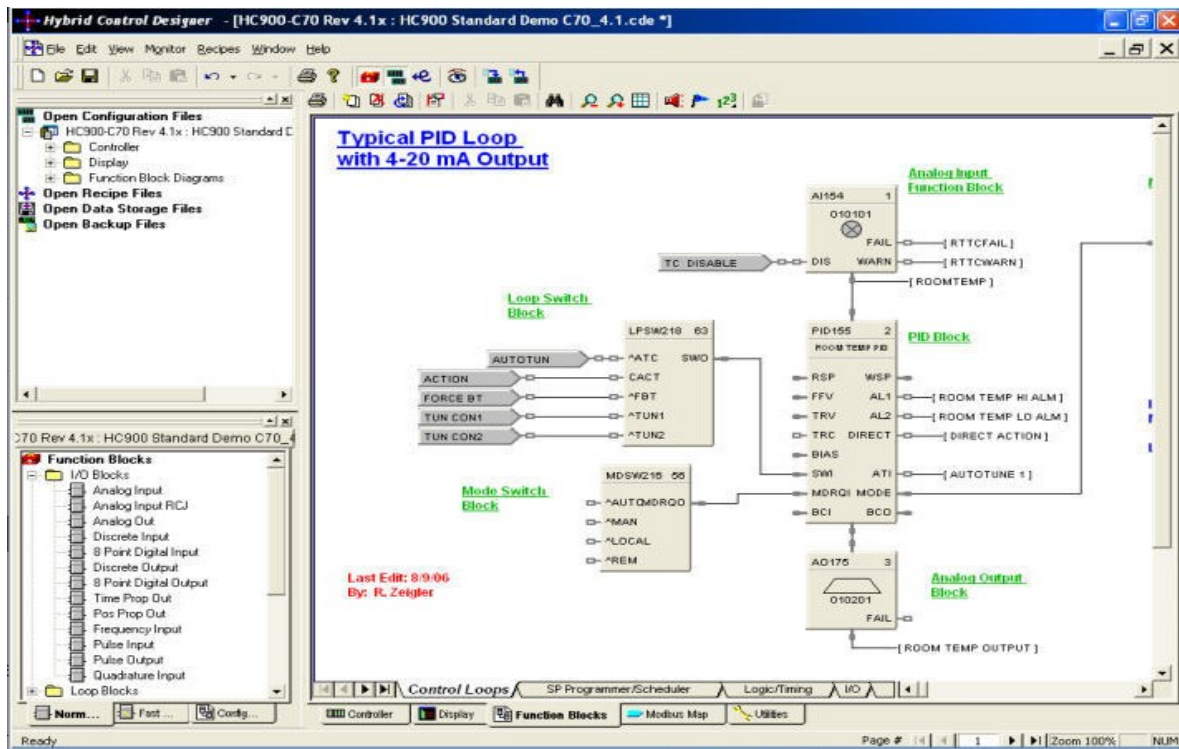 Hybrid Control Designer - [HC900-C70 Rev 4.1x : HC900 Standard Demo C70_4.1.cde *]
File Edit View Monitor Recipes Window Help
Open Configuration Files
HC900-C70 Rev 4.1x : HC900 Standard D
Controller
Display
Function Block Diagrams
Open Recipe Files
Open Data Storage Files
Open Backup Files
:70 Rev 4.1x : HC900 Standard Demo C70_4
Function Blocks
I/O Blocks
Analog Input
Analog Input RCJ
Analog Out
Discrete Input
8 Point Digital Input
Discrete Output
8 Point Digital Output
Time Prop Out
Pos Prop Out
Frequency Input
Pulse Input
Pulse Output
Quadrature Input
Loop Blocks
Norm...
Fast ...
Config...
Typical PID Loop
with 4-20 mA Output
Analog Input
Function Block
AI154 1
010101
FAIL
[ RTTCFAIL ]
TC DISABLE
DIS WARN
[ RTTCWARN ]
[ ROOMTEMP ]
Loop Switch
Block
LPSW218 63
AUTOTUN
^ATC SWO
ACTION
CACT
FORCE BT
^FBT
TUN CON1
^TUN1
TUN CON2
^TUN2
PID155 2
ROOM TEMP PID
PID Block
RSP WSP
FFV AL1
[ ROOM TEMP HI ALM ]
TRV AL2
[ ROOM TEMP LO ALM ]
TRC DIRECT
[ DIRECT ACTION ]
BIAS
SWI ATI
[ AUTOTUNE 1 ]
MDRQI MODE
BCI BCO
Mode Switch
Block
^AUTOMDRQO
^MAN
^LOCAL
^REM
Last Edit: 8/9/06
By: R. Zeigler
AO175 3
010201
FAIL
Analog Output
Block
[ ROOM TEMP OUTPUT ]
Control Loops
SP Programmer/Scheduler
Logic/Timing
I/O
Controller
Display
Function Blocks
Modbus Map
Utilities
Ready
Page # 1
Zoom 100%
NUM